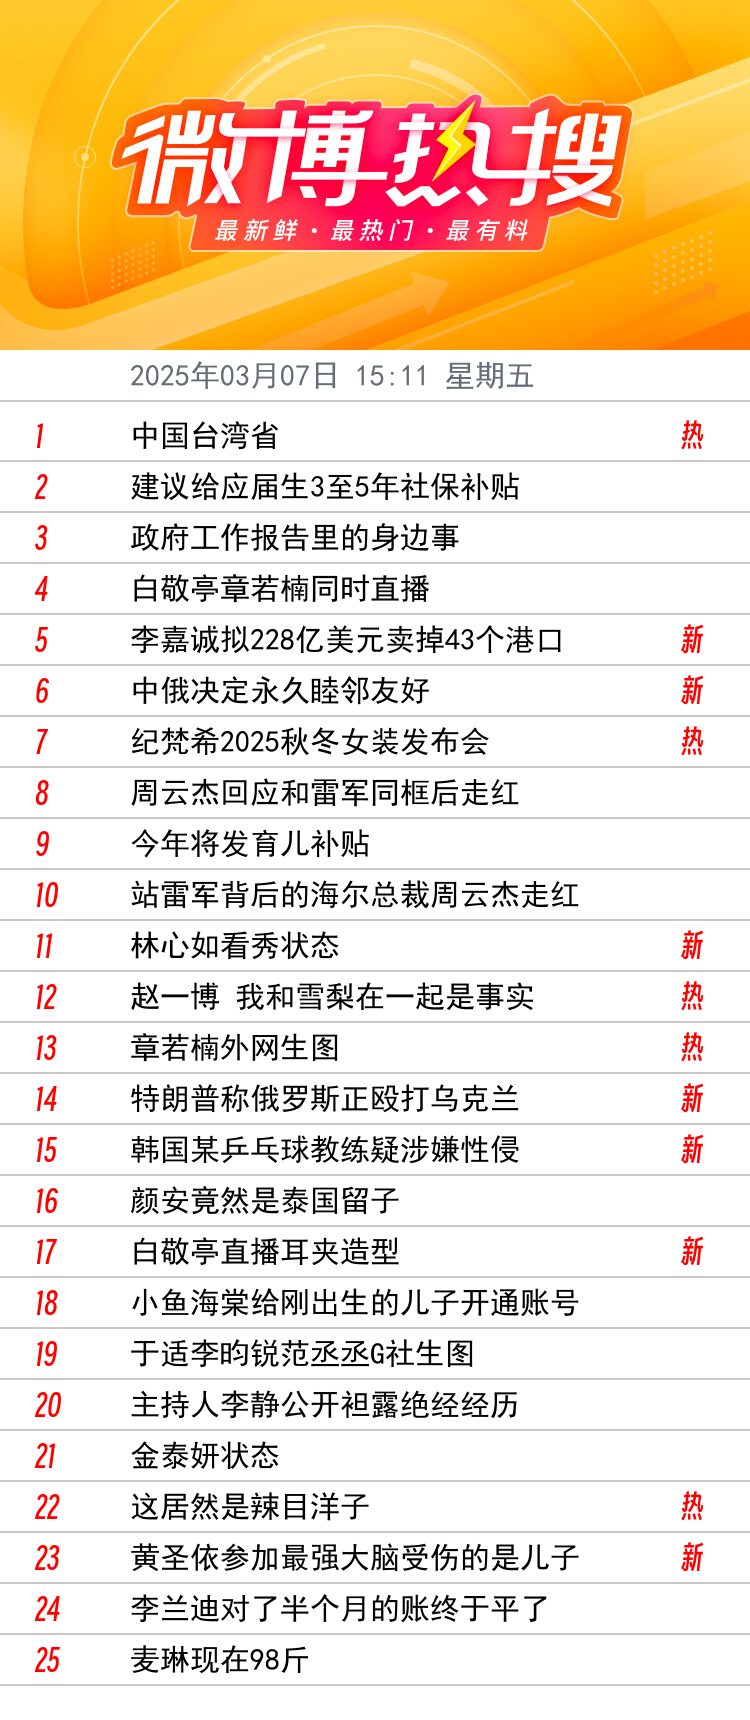 微博热搜
最新鲜·最热门·最有料
2025年03月07日 15:11 星期五
1 中国台湾省 热
2 建议给应届生3至5年社保补贴
3 政府工作报告里的身边事
4 白敬亭章若楠同时直播
5 李嘉诚拟228亿美元卖掉43个港口 新
6 中俄决定永久睦邻友好 新
7 纪梵希2025秋冬女装发布会 热
8 周云杰回应和雷军同框后走红
9 今年将发育儿补贴
10 站雷军背后的海尔总裁周云杰走红
11 林心如看秀状态 新
12 赵一博 我和雪梨在一起是事实 热
13 章若楠外网生图 热
14 特朗普称俄罗斯正殴打乌克兰 新
15 韩国某乒乓球教练疑涉嫌性侵 新
16 颜安竟然是泰国留子
17 白敬亭直播耳夹造型 新
18 小鱼海棠给刚出生的儿子开通账号
19 于适李昀锐范丞丞G社生图
20 主持人李静公开袒露绝经经历
21 金泰妍状态
22 这居然是辣目洋子 热
23 黄圣依参加最强大脑受伤的是儿子 新
24 李兰迪对了半个月的账终于平了
25 麦琳现在98斤